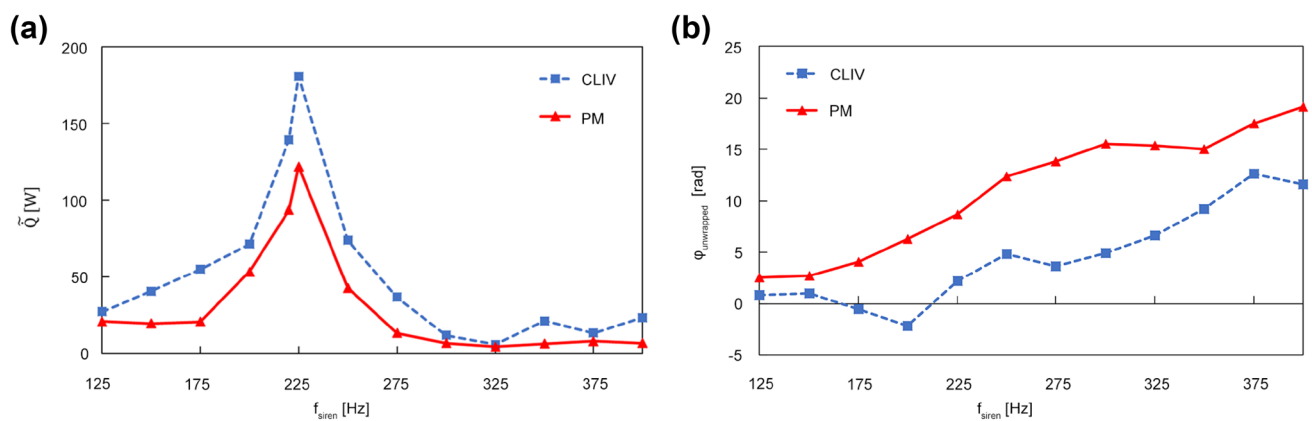 (a)
200
150
100
50
0
Q̃ [W]
CLIV
PM
125 175 225 275 325 375
f_siren [Hz]
(b)
25
20
15
10
5
0
-5
φ_unwrapped [rad]
CLIV
PM
125 175 225 275 325 375
f_siren [Hz]